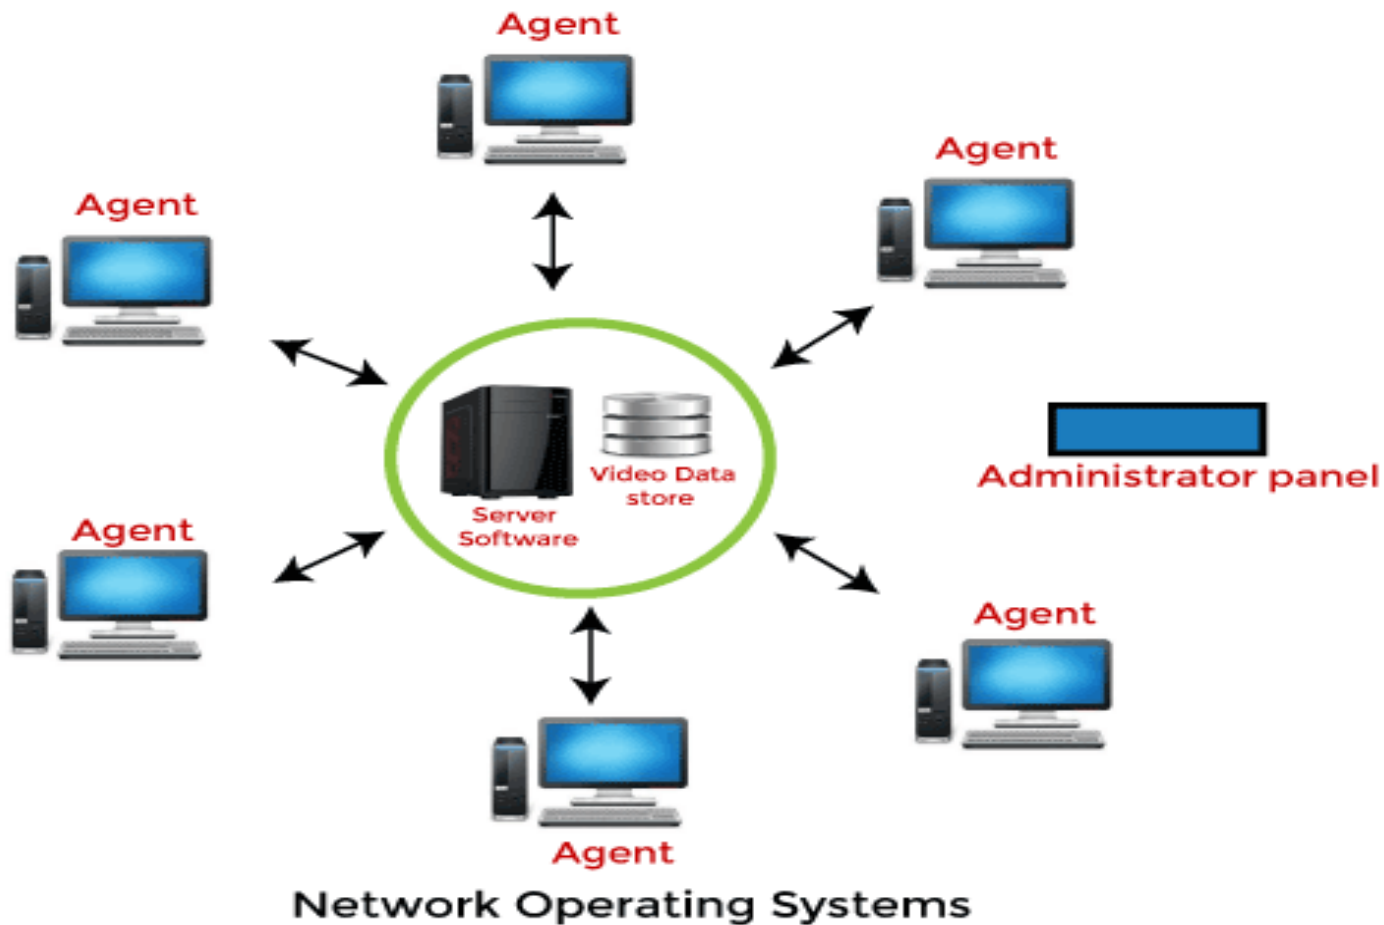 Agent
Agent
Agent
Video Data
store
Administrator panel
Server
Software
Agent
Agent
Agent
Network Operating Systems